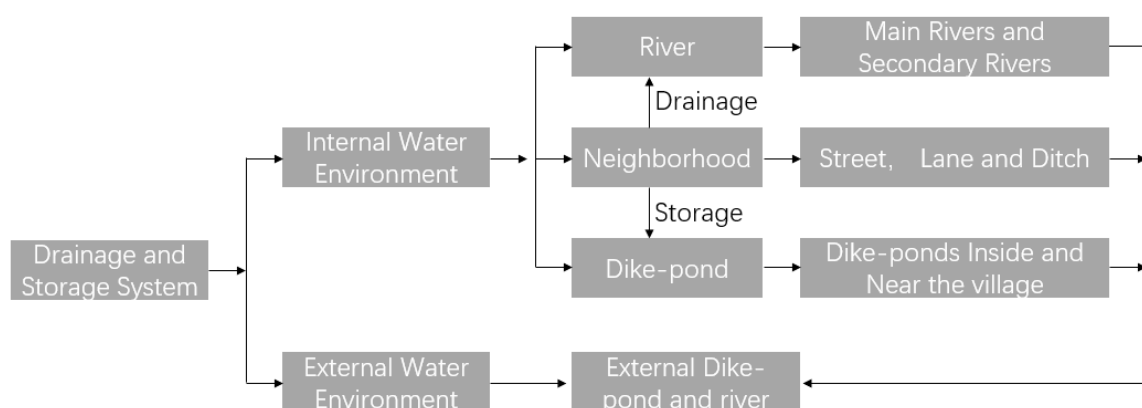 River
Main Rivers and
Secondary Rivers
Drainage
Internal Water
Environment
Neighborhood
Street, Lane and Ditch
Storage
Drainage and
Storage System
Dike-pond
Dike-ponds Inside and
Near the village
External Water
Environment
External Dike-
pond and river